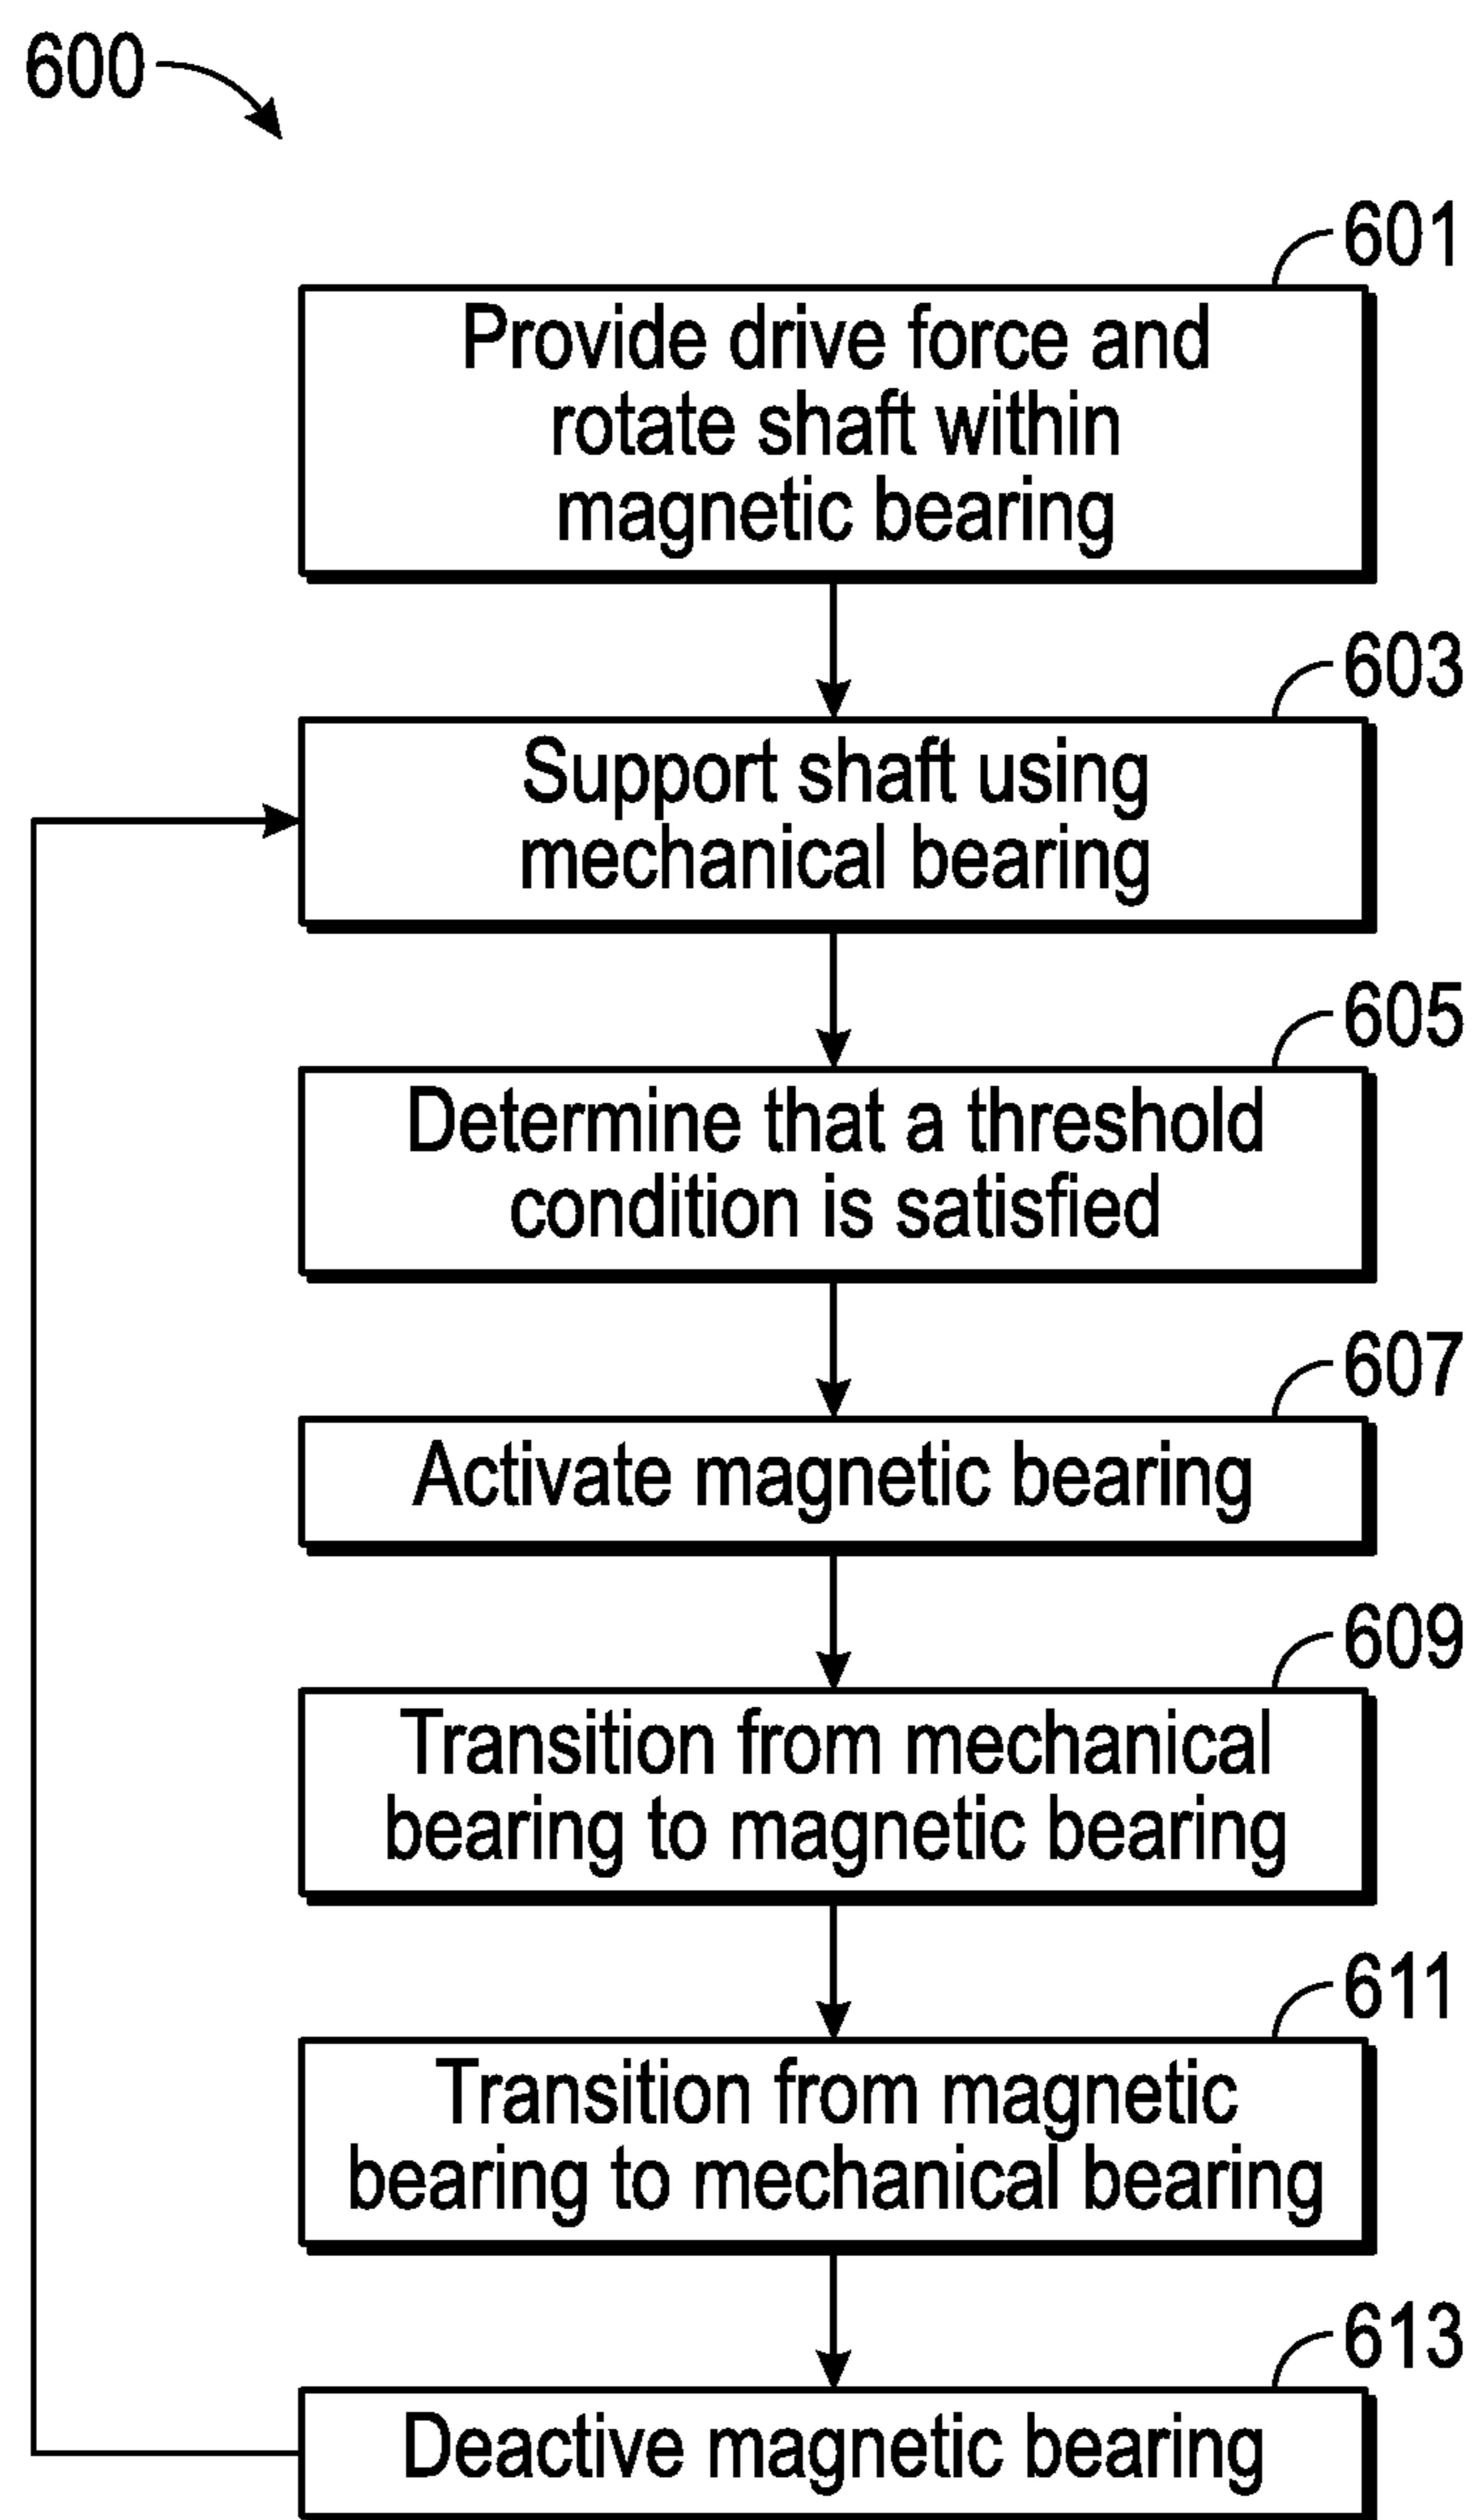 600
601
Provide drive force and
rotate shaft within
magnetic bearing
603
Support shaft using
mechanical bearing
605
Determine that a threshold
condition is satisfied
607
Activate magnetic bearing
609
Transition from mechanical
bearing to magnetic bearing
611
Transition from magnetic
bearing to mechanical bearing
613
Deactive magnetic bearing